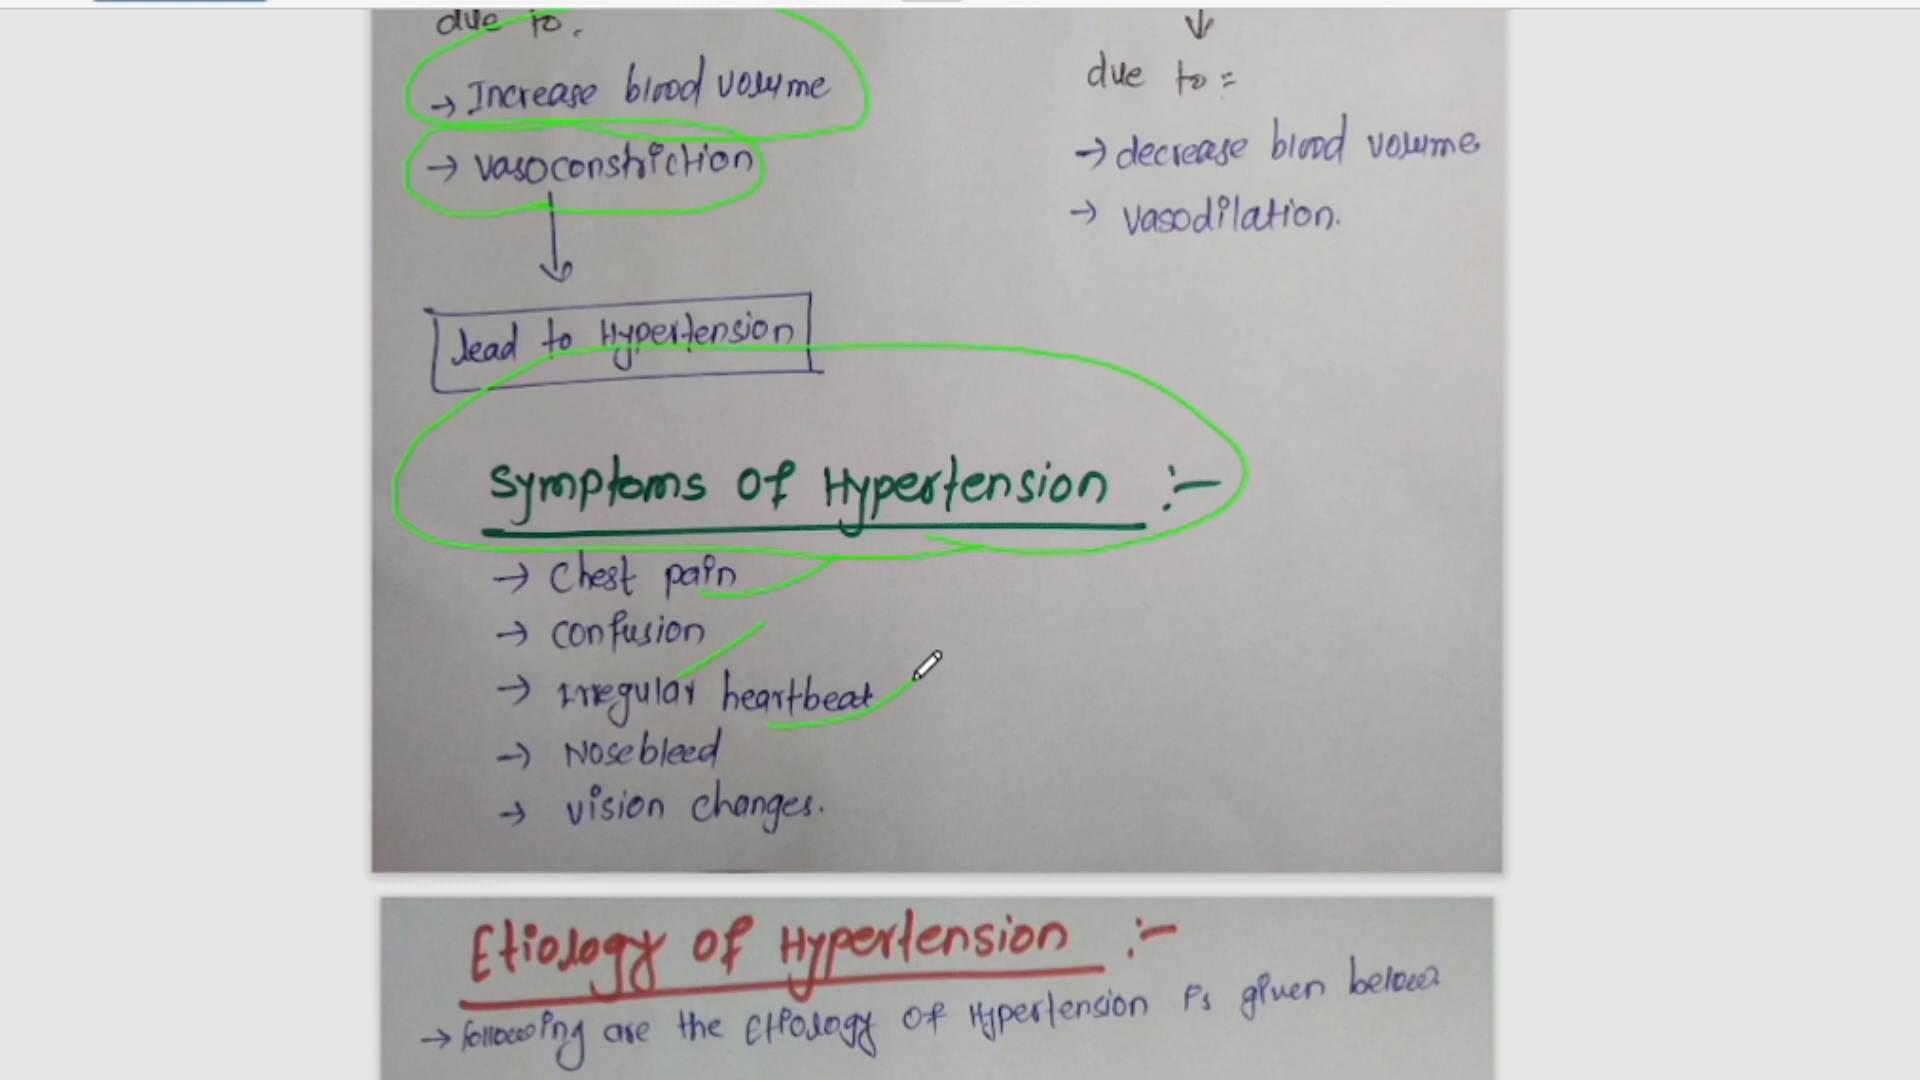 due to.
→ Increase blood volume
→ vasoconstriction
lead to Hypertension
↓
due to =
→ decrease blood volume
→ vasodilation.
Symptoms Of Hypertension :-
→ Chest pain
→ confusion
→ Irregular heartbeat
→ Nosebleed
→ vision changes.
Etiology Of Hypertension :-
→ following are the Etiology Of Hypertension is given below